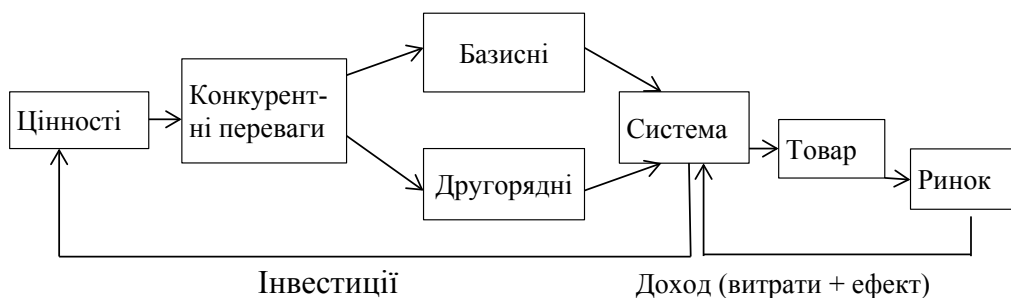 Базисні
Цінності
Конкурент-
ні переваги
Система
Товар
Другорядні
Ринок
Інвестиції
Доход (витрати + ефект)